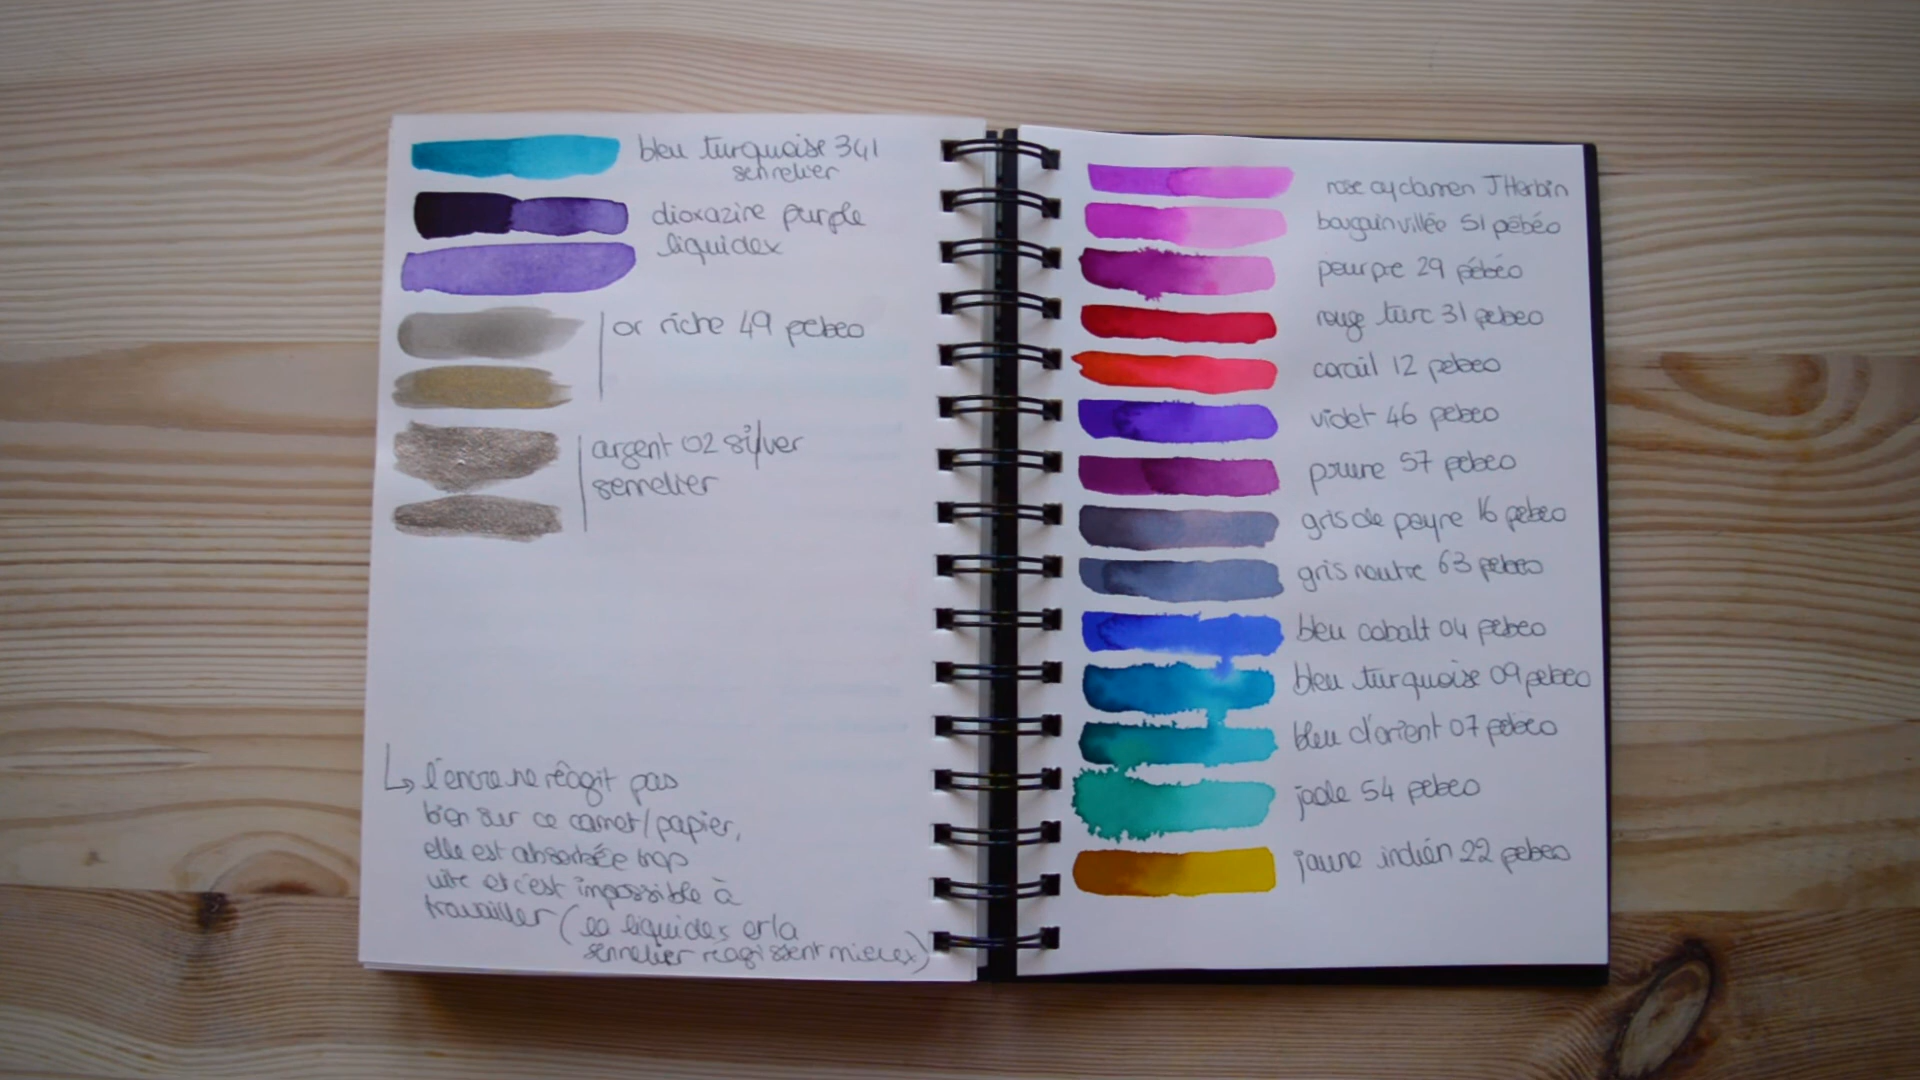 bleu turquoise 341
sennelier
dioxazine purple
liquidex
or riche 49 pebeo
argent 02 silver
sennelier
↳ l'encre ne réagit pas
bien sur ce carnet/papier,
elle est absorbée trop
vite et c'est impossible à
travailler (la liquidex et la
sennelier réagissent mieux)
rose cyclamen J Herbin
bouguinvillée 51 pébéo
pourpre 29 pébéo
rouge turc 31 pebeo
corail 12 pebeo
violet 46 pebeo
prune 57 pebeo
gris de payne 16 pebeo
gris neutre 63 pebeo
bleu cobalt 04 pebeo
bleu turquoise 09 pebeo
bleu d'orient 07 pebeo
jade 54 pebeo
jaune indien 22 pebeo